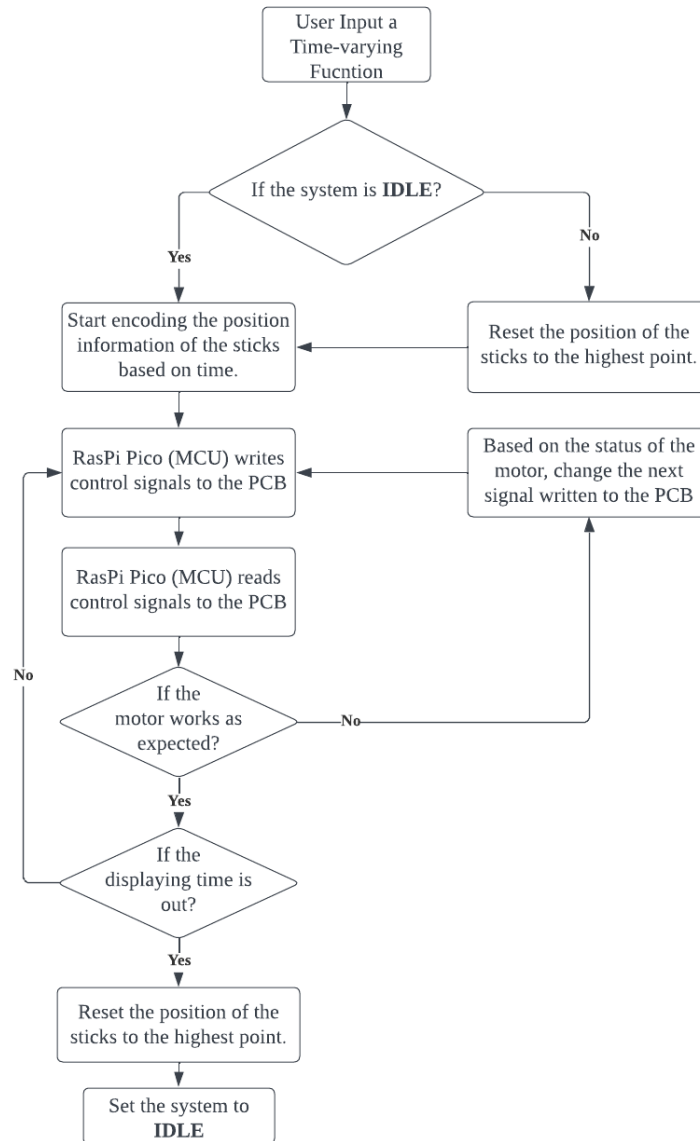 User Input a
Time-varying
Fucntion
If the system is IDLE?
Yes
No
Start encoding the position
information of the sticks
based on time.
Reset the position of the
sticks to the highest point.
RasPi Pico (MCU) writes
control signals to the PCB
Based on the status of the
motor, change the next
signal written to the PCB
RasPi Pico (MCU) reads
control signals to the PCB
No
If the
motor works as
expected?
No
Yes
If the
displaying time is
out?
Yes
Reset the position of the
sticks to the highest point.
Set the system to
IDLE